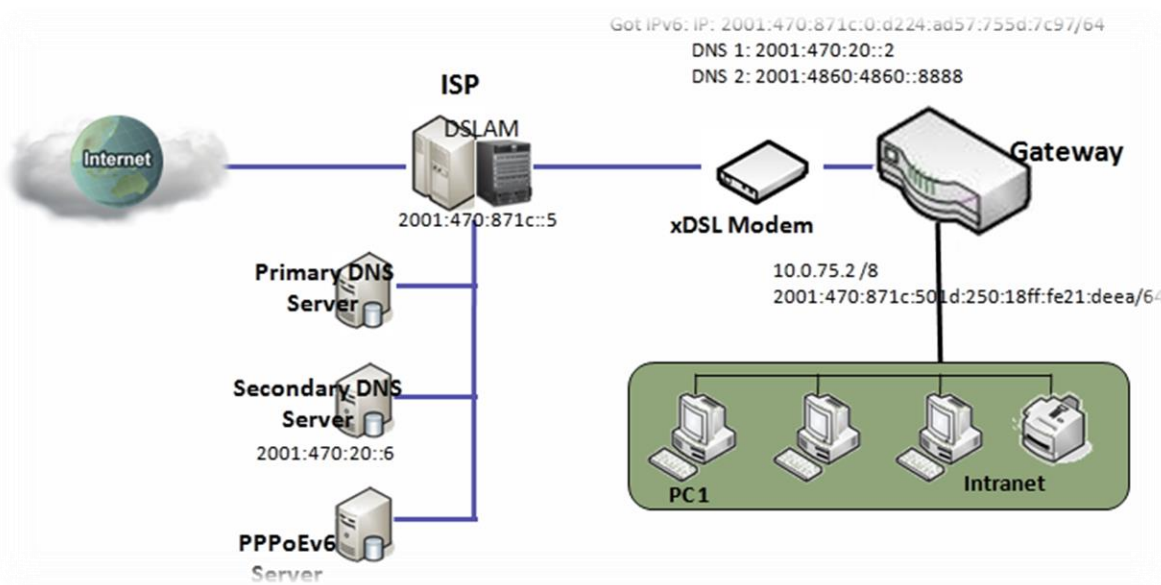 Got IPv6: IP: 2001:470:871c:0:d224:ad57:755d:7c97/64
DNS 1: 2001:470:20::2
DNS 2: 2001:4860:4860::8888
ISP
DSLAM
Internet
Gateway
2001:470:871c::5
xDSL Modem
Primary DNS
Server
10.0.75.2 /8
2001:470:871c:501d:250:18ff:fe21:deea/64
Secondary DNS
Server
2001:470:20::6
PC1
Intranet
PPPoEv6
Server